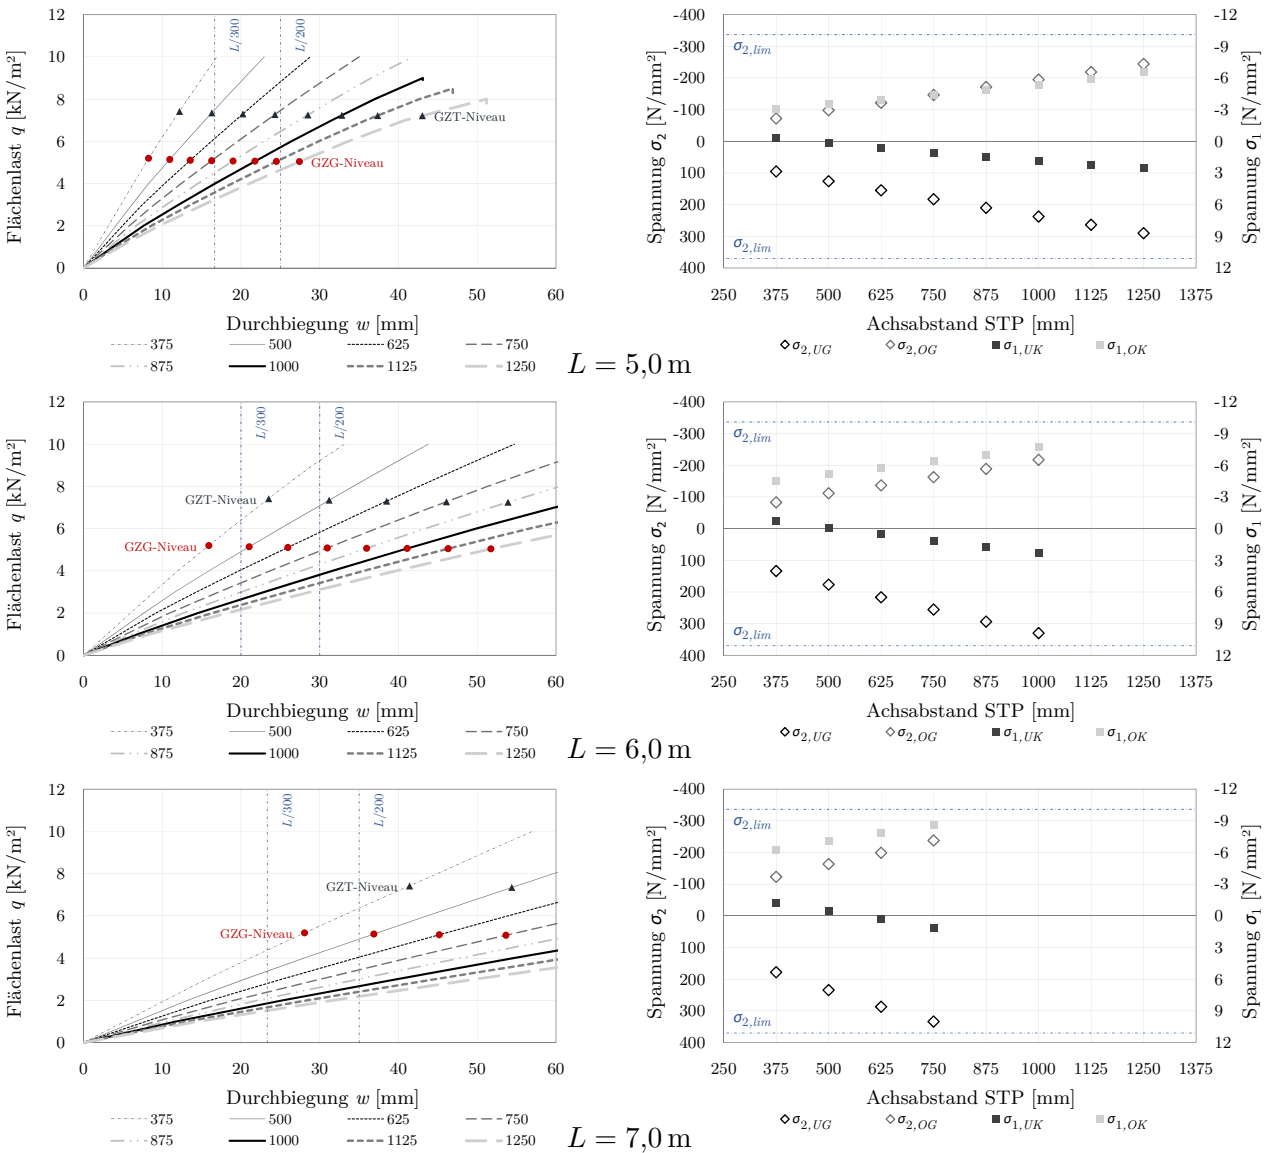 12
10
8
6
4
2
0
Flächenlast q [kN/m²]
L/300
L/200
GZT-Niveau
GZG-Niveau
0 10 20 30 40 50 60
Durchbiegung w [mm]
375 500 625 750
875 1000 1125 1250
-400
-300
-200
-100
0
100
200
300
400
Spannung σ2 [N/mm²]
σ2,lim
σ2,lim
-12
-9
-6
-3
0
3
6
9
12
Spannung σ1 [N/mm²]
250 375 500 625 750 875 1000 1125 1250 1375
Achsabstand STP [mm]
σ2,UG σ2,OG σ1,UK σ1,OK
L = 5,0 m
12
10
8
6
4
2
0
Flächenlast q [kN/m²]
L/300
L/200
GZT-Niveau
GZG-Niveau
0 10 20 30 40 50 60
Durchbiegung w [mm]
375 500 625 750
875 1000 1125 1250
-400
-300
-200
-100
0
100
200
300
400
Spannung σ2 [N/mm²]
σ2,lim
σ2,lim
-12
-9
-6
-3
0
3
6
9
12
Spannung σ1 [N/mm²]
250 375 500 625 750 875 1000 1125 1250 1375
Achsabstand STP [mm]
σ2,UG σ2,OG σ1,UK σ1,OK
L = 6,0 m
12
10
8
6
4
2
0
Flächenlast q [kN/m²]
L/300
L/200
GZT-Niveau
GZG-Niveau
0 10 20 30 40 50 60
Durchbiegung w [mm]
375 500 625 750
875 1000 1125 1250
-400
-300
-200
-100
0
100
200
300
400
Spannung σ2 [N/mm²]
σ2,lim
σ2,lim
-12
-9
-6
-3
0
3
6
9
12
Spannung σ1 [N/mm²]
250 375 500 625 750 875 1000 1125 1250 1375
Achsabstand STP [mm]
σ2,UG σ2,OG σ1,UK σ1,OK
L = 7,0 m